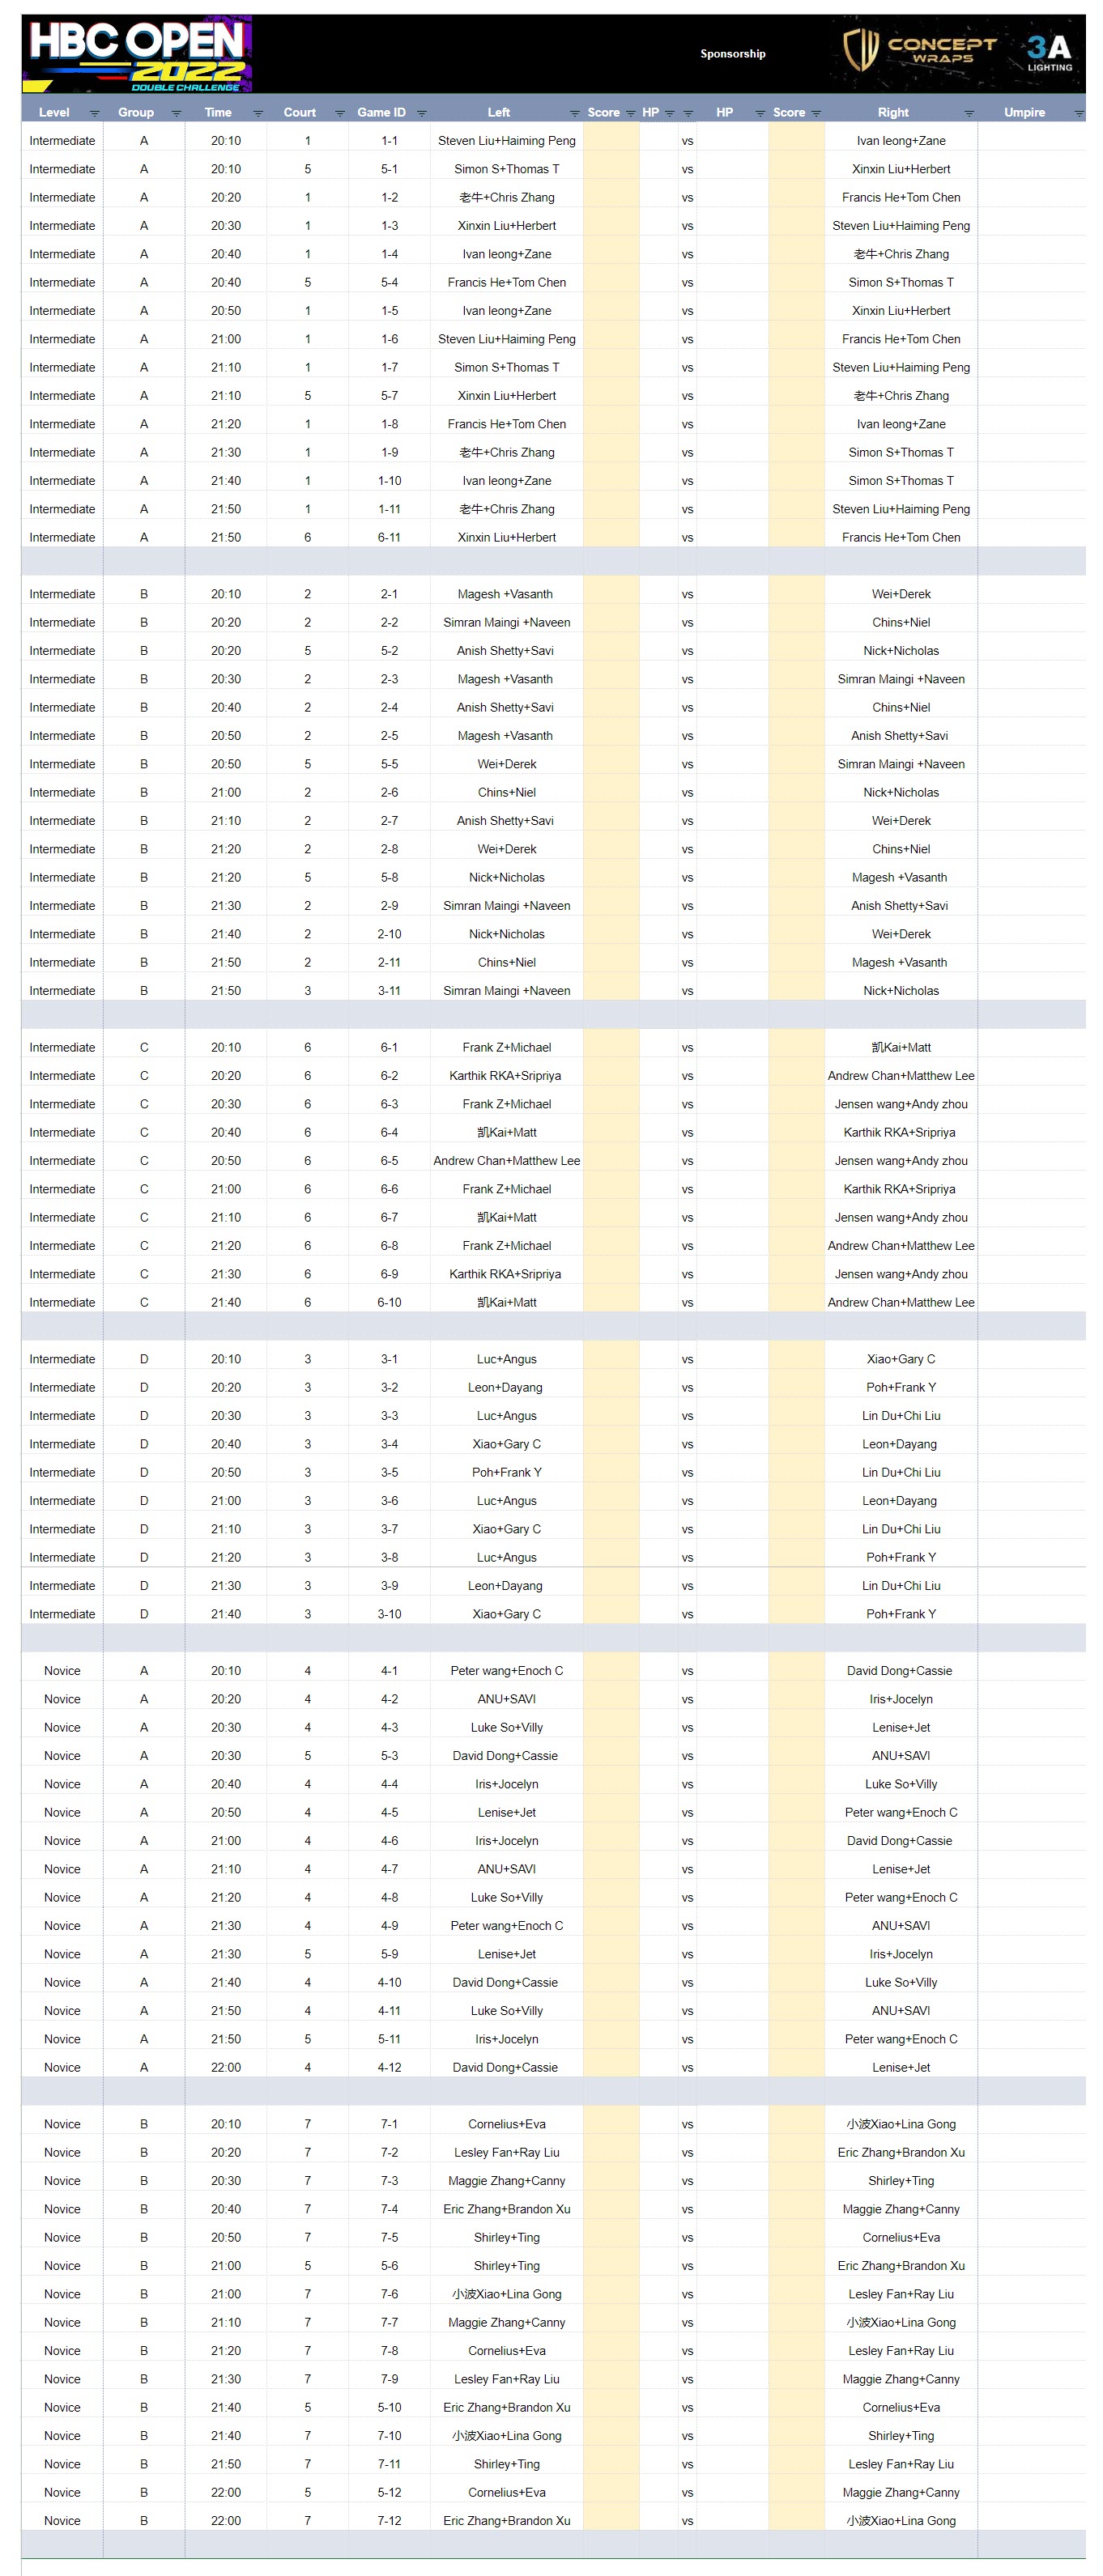 HBC OPEN
2022
DOUBLE CHALLENGE
Sponsorship
CONCEPT
WRAPS
3A
LIGHTING
Level Group Time Court Game ID Left Score HP HP Score Right Umpire
Intermediate A 20:10 1 1-1 Steven Liu+Haiming Peng vs Ivan Ieong+Zane
Intermediate A 20:10 5 5-1 Simon S+Thomas T vs Xinxin Liu+Herbert
Intermediate A 20:20 1 1-2 老牛+Chris Zhang vs Francis He+Tom Chen
Intermediate A 20:30 1 1-3 Xinxin Liu+Herbert vs Steven Liu+Haiming Peng
Intermediate A 20:40 1 1-4 Ivan Ieong+Zane vs 老牛+Chris Zhang
Intermediate A 20:40 5 5-4 Francis He+Tom Chen vs Simon S+Thomas T
Intermediate A 20:50 1 1-5 Ivan Ieong+Zane vs Xinxin Liu+Herbert
Intermediate A 21:00 1 1-6 Steven Liu+Haiming Peng vs Francis He+Tom Chen
Intermediate A 21:10 1 1-7 Simon S+Thomas T vs Steven Liu+Haiming Peng
Intermediate A 21:10 5 5-7 Xinxin Liu+Herbert vs 老牛+Chris Zhang
Intermediate A 21:20 1 1-8 Francis He+Tom Chen vs Ivan Ieong+Zane
Intermediate A 21:30 1 1-9 老牛+Chris Zhang vs Simon S+Thomas T
Intermediate A 21:40 1 1-10 Ivan Ieong+Zane vs Simon S+Thomas T
Intermediate A 21:50 1 1-11 老牛+Chris Zhang vs Steven Liu+Haiming Peng
Intermediate A 21:50 6 6-11 Xinxin Liu+Herbert vs Francis He+Tom Chen
Intermediate B 20:10 2 2-1 Magesh +Vasanth vs Wei+Derek
Intermediate B 20:20 2 2-2 Simran Maingi +Naveen vs Chins+Niel
Intermediate B 20:20 5 5-2 Anish Shetty+Savi vs Nick+Nicholas
Intermediate B 20:30 2 2-3 Magesh +Vasanth vs Simran Maingi +Naveen
Intermediate B 20:40 2 2-4 Anish Shetty+Savi vs Chins+Niel
Intermediate B 20:50 2 2-5 Magesh +Vasanth vs Anish Shetty+Savi
Intermediate B 20:50 5 5-5 Wei+Derek vs Simran Maingi +Naveen
Intermediate B 21:00 2 2-6 Chins+Niel vs Nick+Nicholas
Intermediate B 21:10 2 2-7 Anish Shetty+Savi vs Wei+Derek
Intermediate B 21:20 2 2-8 Wei+Derek vs Chins+Niel
Intermediate B 21:20 5 5-8 Nick+Nicholas vs Magesh +Vasanth
Intermediate B 21:30 2 2-9 Simran Maingi +Naveen vs Anish Shetty+Savi
Intermediate B 21:40 2 2-10 Nick+Nicholas vs Wei+Derek
Intermediate B 21:50 2 2-11 Chins+Niel vs Magesh +Vasanth
Intermediate B 21:50 3 3-11 Simran Maingi +Naveen vs Nick+Nicholas
Intermediate C 20:10 6 6-1 Frank Z+Michael vs 凯Kai+Matt
Intermediate C 20:20 6 6-2 Karthik RKA+Sripriya vs Andrew Chan+Matthew Lee
Intermediate C 20:30 6 6-3 Frank Z+Michael vs Jensen wang+Andy zhou
Intermediate C 20:40 6 6-4 凯Kai+Matt vs Karthik RKA+Sripriya
Intermediate C 20:50 6 6-5 Andrew Chan+Matthew Lee vs Jensen wang+Andy zhou
Intermediate C 21:00 6 6-6 Frank Z+Michael vs Karthik RKA+Sripriya
Intermediate C 21:10 6 6-7 凯Kai+Matt vs Jensen wang+Andy zhou
Intermediate C 21:20 6 6-8 Frank Z+Michael vs Andrew Chan+Matthew Lee
Intermediate C 21:30 6 6-9 Karthik RKA+Sripriya vs Jensen wang+Andy zhou
Intermediate C 21:40 6 6-10 凯Kai+Matt vs Andrew Chan+Matthew Lee
Intermediate D 20:10 3 3-1 Luc+Angus vs Xiao+Gary C
Intermediate D 20:20 3 3-2 Leon+Dayang vs Poh+Frank Y
Intermediate D 20:30 3 3-3 Luc+Angus vs Lin Du+Chi Liu
Intermediate D 20:40 3 3-4 Xiao+Gary C vs Leon+Dayang
Intermediate D 20:50 3 3-5 Poh+Frank Y vs Lin Du+Chi Liu
Intermediate D 21:00 3 3-6 Luc+Angus vs Leon+Dayang
Intermediate D 21:10 3 3-7 Xiao+Gary C vs Lin Du+Chi Liu
Intermediate D 21:20 3 3-8 Luc+Angus vs Poh+Frank Y
Intermediate D 21:30 3 3-9 Leon+Dayang vs Lin Du+Chi Liu
Intermediate D 21:40 3 3-10 Xiao+Gary C vs Poh+Frank Y
Novice A 20:10 4 4-1 Peter wang+Enoch C vs David Dong+Cassie
Novice A 20:20 4 4-2 ANU+SAVI vs Iris+Jocelyn
Novice A 20:30 4 4-3 Luke So+Villy vs Lenise+Jet
Novice A 20:30 5 5-3 David Dong+Cassie vs ANU+SAVI
Novice A 20:40 4 4-4 Iris+Jocelyn vs Luke So+Villy
Novice A 20:50 4 4-5 Lenise+Jet vs Peter wang+Enoch C
Novice A 21:00 4 4-6 Iris+Jocelyn vs David Dong+Cassie
Novice A 21:10 4 4-7 ANU+SAVI vs Lenise+Jet
Novice A 21:20 4 4-8 Luke So+Villy vs Peter wang+Enoch C
Novice A 21:30 4 4-9 Peter wang+Enoch C vs ANU+SAVI
Novice A 21:30 5 5-9 Lenise+Jet vs Iris+Jocelyn
Novice A 21:40 4 4-10 David Dong+Cassie vs Luke So+Villy
Novice A 21:50 4 4-11 Luke So+Villy vs ANU+SAVI
Novice A 21:50 5 5-11 Iris+Jocelyn vs Peter wang+Enoch C
Novice A 22:00 4 4-12 David Dong+Cassie vs Lenise+Jet
Novice B 20:10 7 7-1 Cornelius+Eva vs 小波Xiao+Lina Gong
Novice B 20:20 7 7-2 Lesley Fan+Ray Liu vs Eric Zhang+Brandon Xu
Novice B 20:30 7 7-3 Maggie Zhang+Canny vs Shirley+Ting
Novice B 20:40 7 7-4 Eric Zhang+Brandon Xu vs Maggie Zhang+Canny
Novice B 20:50 7 7-5 Shirley+Ting vs Cornelius+Eva
Novice B 21:00 5 5-6 Shirley+Ting vs Eric Zhang+Brandon Xu
Novice B 21:00 7 7-6 小波Xiao+Lina Gong vs Lesley Fan+Ray Liu
Novice B 21:10 7 7-7 Maggie Zhang+Canny vs 小波Xiao+Lina Gong
Novice B 21:20 7 7-8 Cornelius+Eva vs Lesley Fan+Ray Liu
Novice B 21:30 7 7-9 Lesley Fan+Ray Liu vs Maggie Zhang+Canny
Novice B 21:40 5 5-10 Eric Zhang+Brandon Xu vs Cornelius+Eva
Novice B 21:40 7 7-10 小波Xiao+Lina Gong vs Shirley+Ting
Novice B 21:50 7 7-11 Shirley+Ting vs Lesley Fan+Ray Liu
Novice B 22:00 5 5-12 Cornelius+Eva vs Maggie Zhang+Canny
Novice B 22:00 7 7-12 Eric Zhang+Brandon Xu vs 小波Xiao+Lina Gong